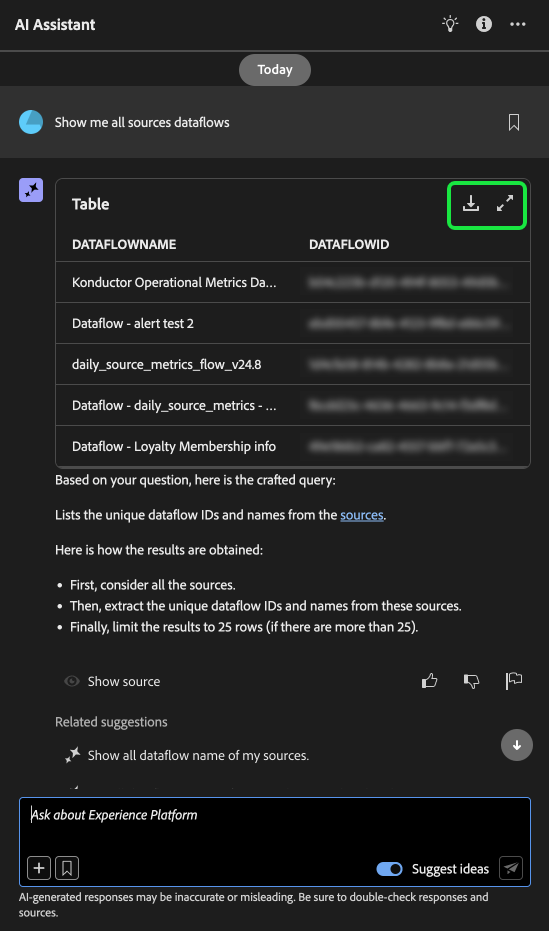 AI Assistant
Today
Show me all sources dataflows
Table
DATAFLOWNAME DATAFLOWID
Konductor Operational Metrics Da...
Dataflow - alert test 2
daily_source_metrics_flow_v24.8
Dataflow - daily_source_metrics - ...
Dataflow - Loyalty Membership info
Based on your question, here is the crafted query:
Lists the unique dataflow IDs and names from the sources.
Here is how the results are obtained:
• First, consider all the sources.
• Then, extract the unique dataflow IDs and names from these sources.
• Finally, limit the results to 25 rows (if there are more than 25).
Show source
Related suggestions
Show all dataflow name of my sources.
Ask about Experience Platform
Suggest ideas
AI-generated responses may be inaccurate or misleading. Be sure to double-check responses and
sources.